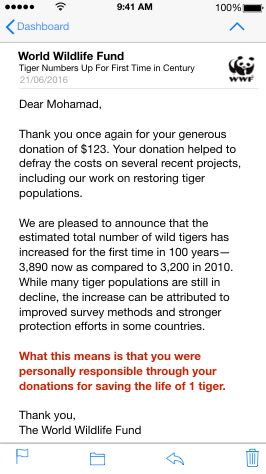 9:41 AM 100%
Dashboard
World Wildlife Fund
Tiger Numbers Up For First Time in Century
21/06/2016
WWF
Dear Mohamad,
Thank you once again for your generous
donation of $123. Your donation helped to
defray the costs on several recent projects,
including our work on restoring tiger
populations.
We are pleased to announce that the
estimated total number of wild tigers has
increased for the first time in 100 years—
3,890 now as compared to 3,200 in 2010.
While many tiger populations are still in
decline, the increase can be attributed to
improved survey methods and stronger
protection efforts in some countries.
What this means is that you were
personally responsible through your
donations for saving the life of 1 tiger.
Thank you,
The World Wildlife Fund